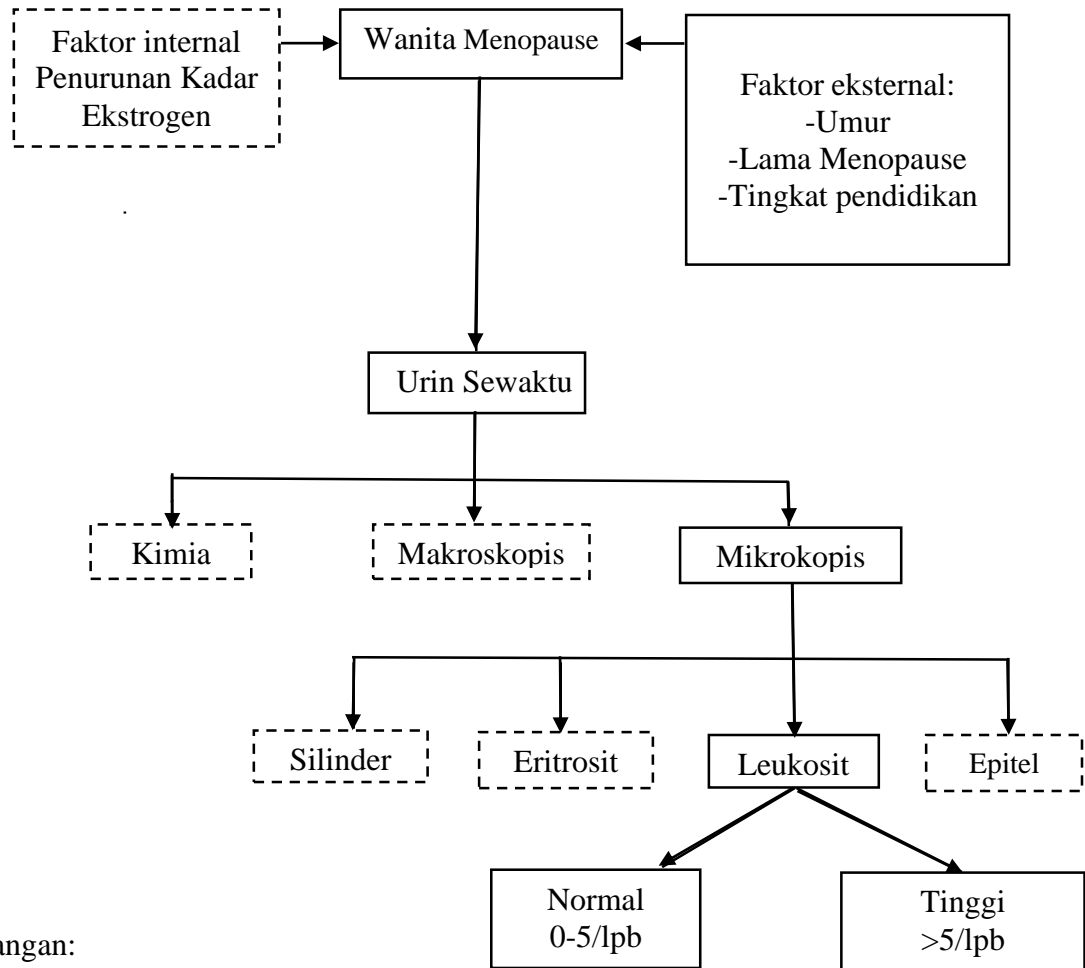 Faktor internal
Penurunan Kadar
Ekstrogen
Wanita Menopause
Faktor eksternal:
-Umur
-Lama Menopause
-Tingkat pendidikan
Urin Sewaktu
Kimia
Makroskopis
Mikrokopis
Silinder
Eritrosit
Leukosit
Epitel
Normal
0-5/lpb
Tinggi
>5/lpb
angan: